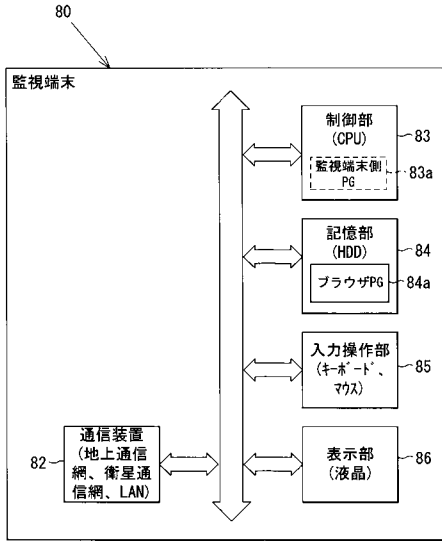 80
監視端末
制御部
(CPU)
83
監視端末側
PG
83a
記憶部
(HDD)
84
ブラウザPG
84a
入力操作部
(キーボード、
マウス)
85
通信装置
(地上通信
網、衛星通
信網、LAN)
82
表示部
(液晶)
86